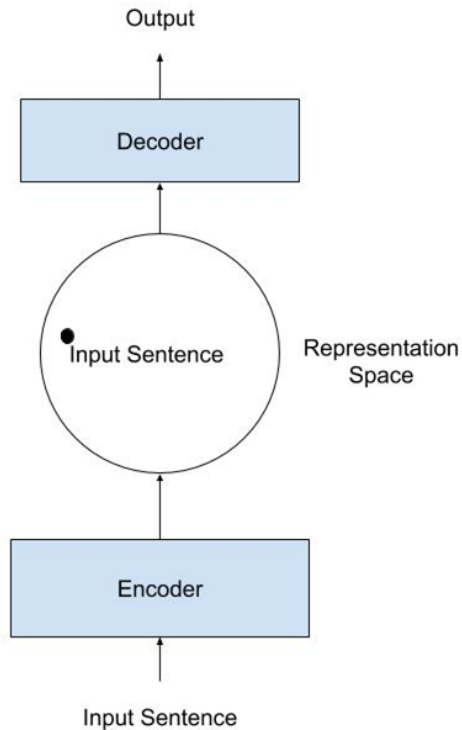 Output
Decoder
Input Sentence
Representation
Space
Encoder
Input Sentence